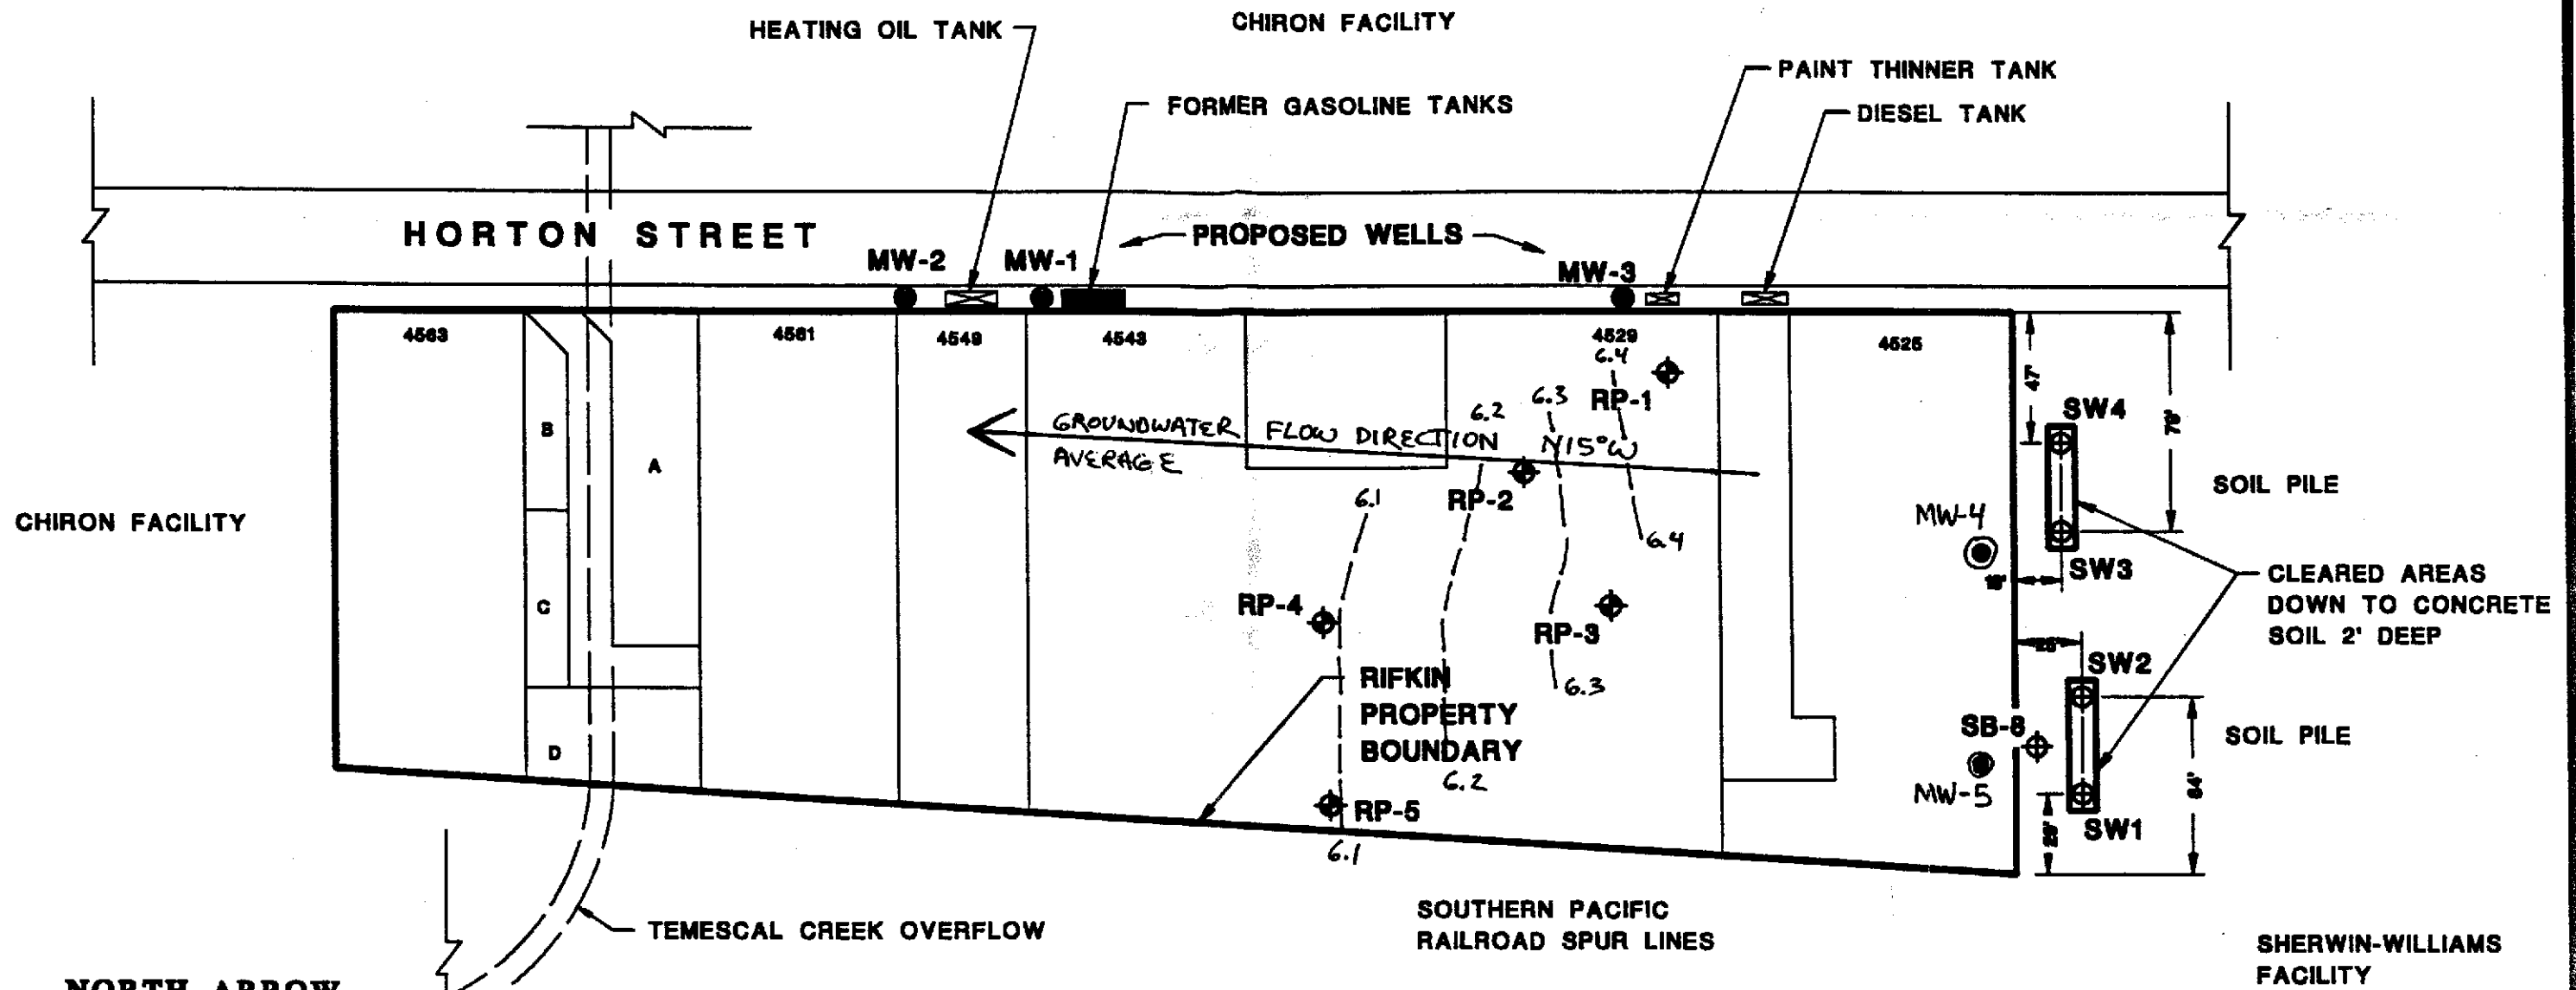 CHIRON FACILITY
HEATING OIL TANK
PAINT THINNER TANK
FORMER GASOLINE TANKS
DIESEL TANK
HORTON STREET
PROPOSED WELLS
MW-2
MW-1
MW-3
4563
4561
4549
4543
4529
4525
6.4
RP-1
6.3
6.2
47'
SW4
B
A
GROUNDWATER FLOW DIRECTION N15°W
AVERAGE
RP-2
6.1
SOIL PILE
CHIRON FACILITY
MW-4
6.4
SW3
CLEARED AREAS
DOWN TO CONCRETE
SOIL 2' DEEP
C
RP-4
RP-3
RIFKIN
PROPERTY
BOUNDARY
6.3
SW2
SB-6
SOIL PILE
D
6.2
MW-5
RP-5
SW1
6.1
TEMESCAL CREEK OVERFLOW
SOUTHERN PACIFIC
RAILROAD SPUR LINES
SHERWIN-WILLIAMS
FACILITY
NORTH ARROW